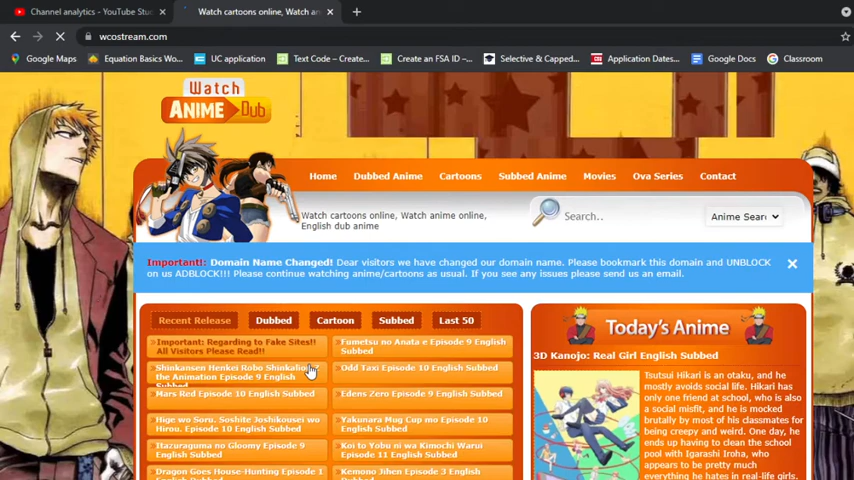 Channel analytics - YouTube Stu
Watch cartoons online, Watch an
wcostream.com
Google Maps
Equation Basics Wo...
UC application
Text Code – Create...
Create an FSA ID –...
Selective & Capped...
Application Dates...
Google Docs
Classroom
Watch
ANIME Dub
Home
Dubbed Anime
Cartoons
Subbed Anime
Movies
Ova Series
Contact
Watch cartoons online, Watch anime online,
English dub anime
Search..
Anime Searc
Important!: Domain Name Changed! Dear visitors we have changed our domain name. Please bookmark this domain and UNBLOCK
on us ADBLOCK!!! Please continue watching anime/cartoons as usual. If you see any issues please send us an email.
Recent Release
Dubbed
Cartoon
Subbed
Last 50
Important: Regarding to Fake Sites!!
All Visitors Please Read!!
Fumetsu no Anata e Episode 9 English
Subbed
Shinkansen Henkei Robo Shinkalion
the Animation Episode 9 English
Subbed
Odd Taxi Episode 10 English Subbed
Mars Red Episode 10 English Subbed
Edens Zero Episode 9 English Subbed
Hige wo Soru. Soshite Joshikousei wo
Hirou. Episode 10 English Subbed
Yakunara Mug Cup mo Episode 10
English Subbed
Itazuraguma no Gloomy Episode 9
English Subbed
Koi to Yobu ni wa Kimochi Warui
Episode 11 English Subbed
Dragon Goes House-Hunting Episode 1
Kemono Jihen Episode 3 English
English Dubbed
Subbed
Today's Anime
3D Kanojo: Real Girl English Subbed
Tsutsui Hikari is an otaku, and he
mostly avoids social life. Hikari has
only one friend at school, who is also
a social misfit, and he is mocked
brutally by most of his classmates for
being creepy and weird. One day, he
ends up having to clean the school
pool with Igarashi Iroha, who
appears to be pretty much
everything he hates in real-life girls.